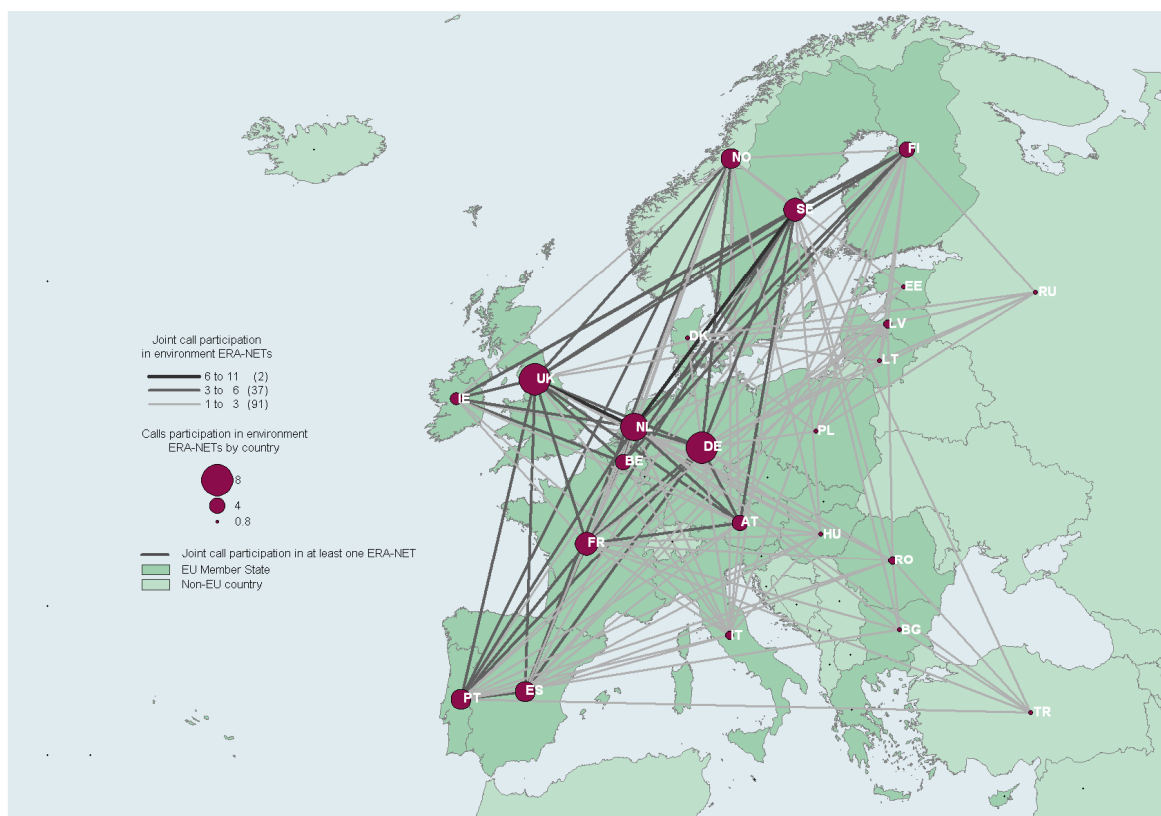 NO
FI
SE
EE
RU
LV
DK
LT
Joint call participation
in environment ERA-NETs
6 to 11 (2)
3 to 6 (37)
1 to 3 (91)
UK
IE
NL
PL
DE
BE
Calls participation in environment
ERA-NETs by country
8
4
0.8
AT
HU
FR
RO
Joint call participation in at least one ERA-NET
EU Member State
Non-EU country
IT
BG
PT
ES
TR